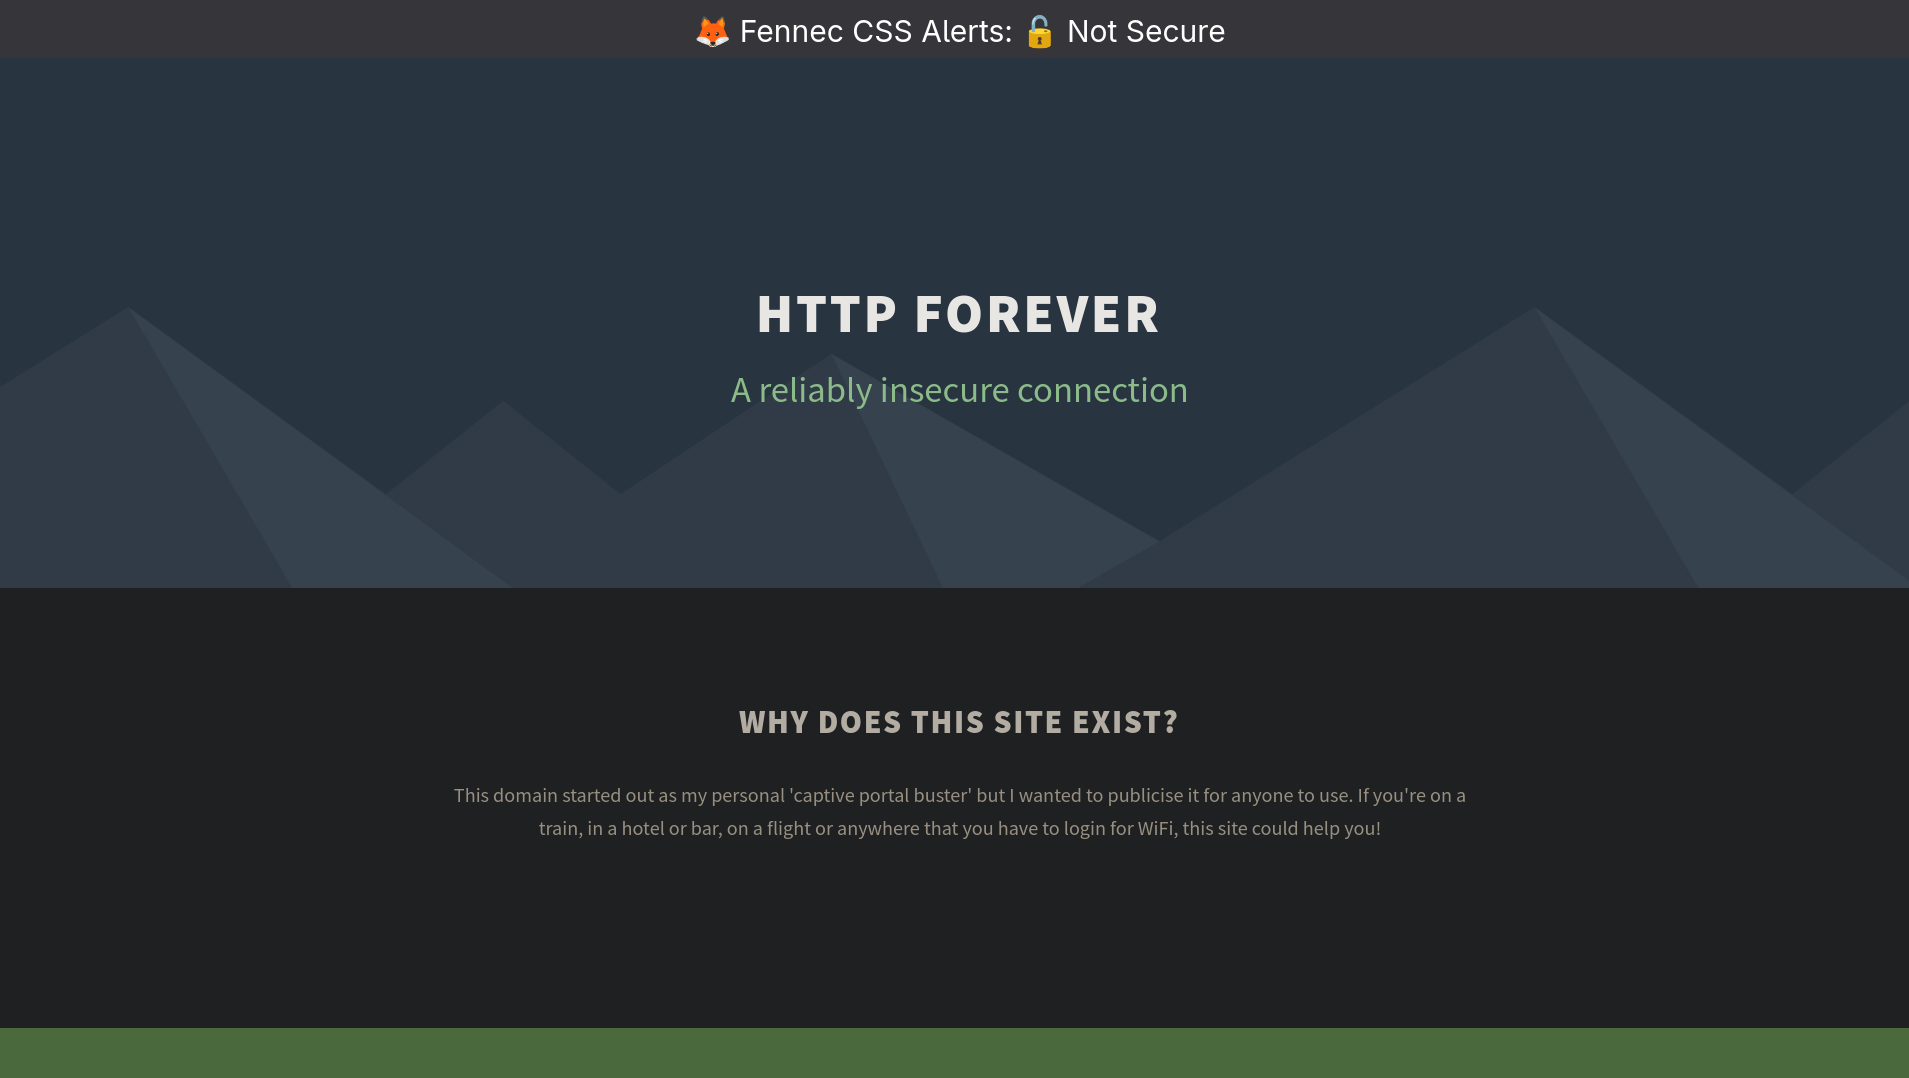 🦊 Fennec CSS Alerts: 🔓 Not Secure
HTTP FOREVER
A reliably insecure connection
WHY DOES THIS SITE EXIST?
This domain started out as my personal 'captive portal buster' but I wanted to publicise it for anyone to use. If you're on a
train, in a hotel or bar, on a flight or anywhere that you have to login for WiFi, this site could help you!